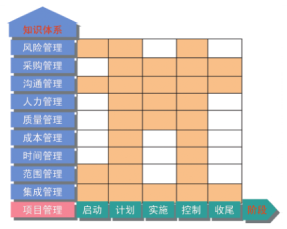 知识体系
风险管理
采购管理
沟通管理
人力管理
质量管理
成本管理
时间管理
范围管理
集成管理
项目管理 启动 计划 实施 控制 收尾